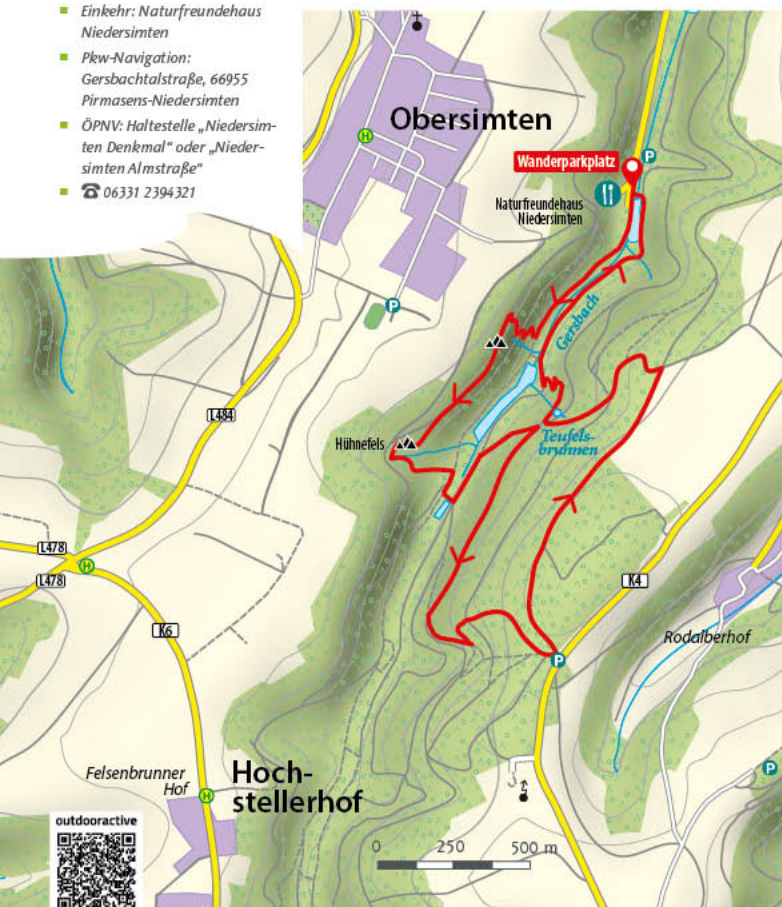 Einkehr: Naturfreundehaus
Niedersimten
Pkw-Navigation:
Gersbachtalstraße, 66955
Pirmasens-Niedersimten
ÖPNV: Haltestelle „Niedersim-
ten Denkmal“ oder „Nieder-
simten Almstraße“
☎ 06331 2394321
H
Obersimten
Wanderparkplatz
P
Naturfreundehaus
Niedersimten
P
Gersbach
L484
Hühnefels
Teufels-
brunnen
L478
L478
H
K4
K6
Rodalberhof
P
Felsenbrunner
Hof
H
Hoch-
stellerhof
P
outdooractive
0 250 500 m